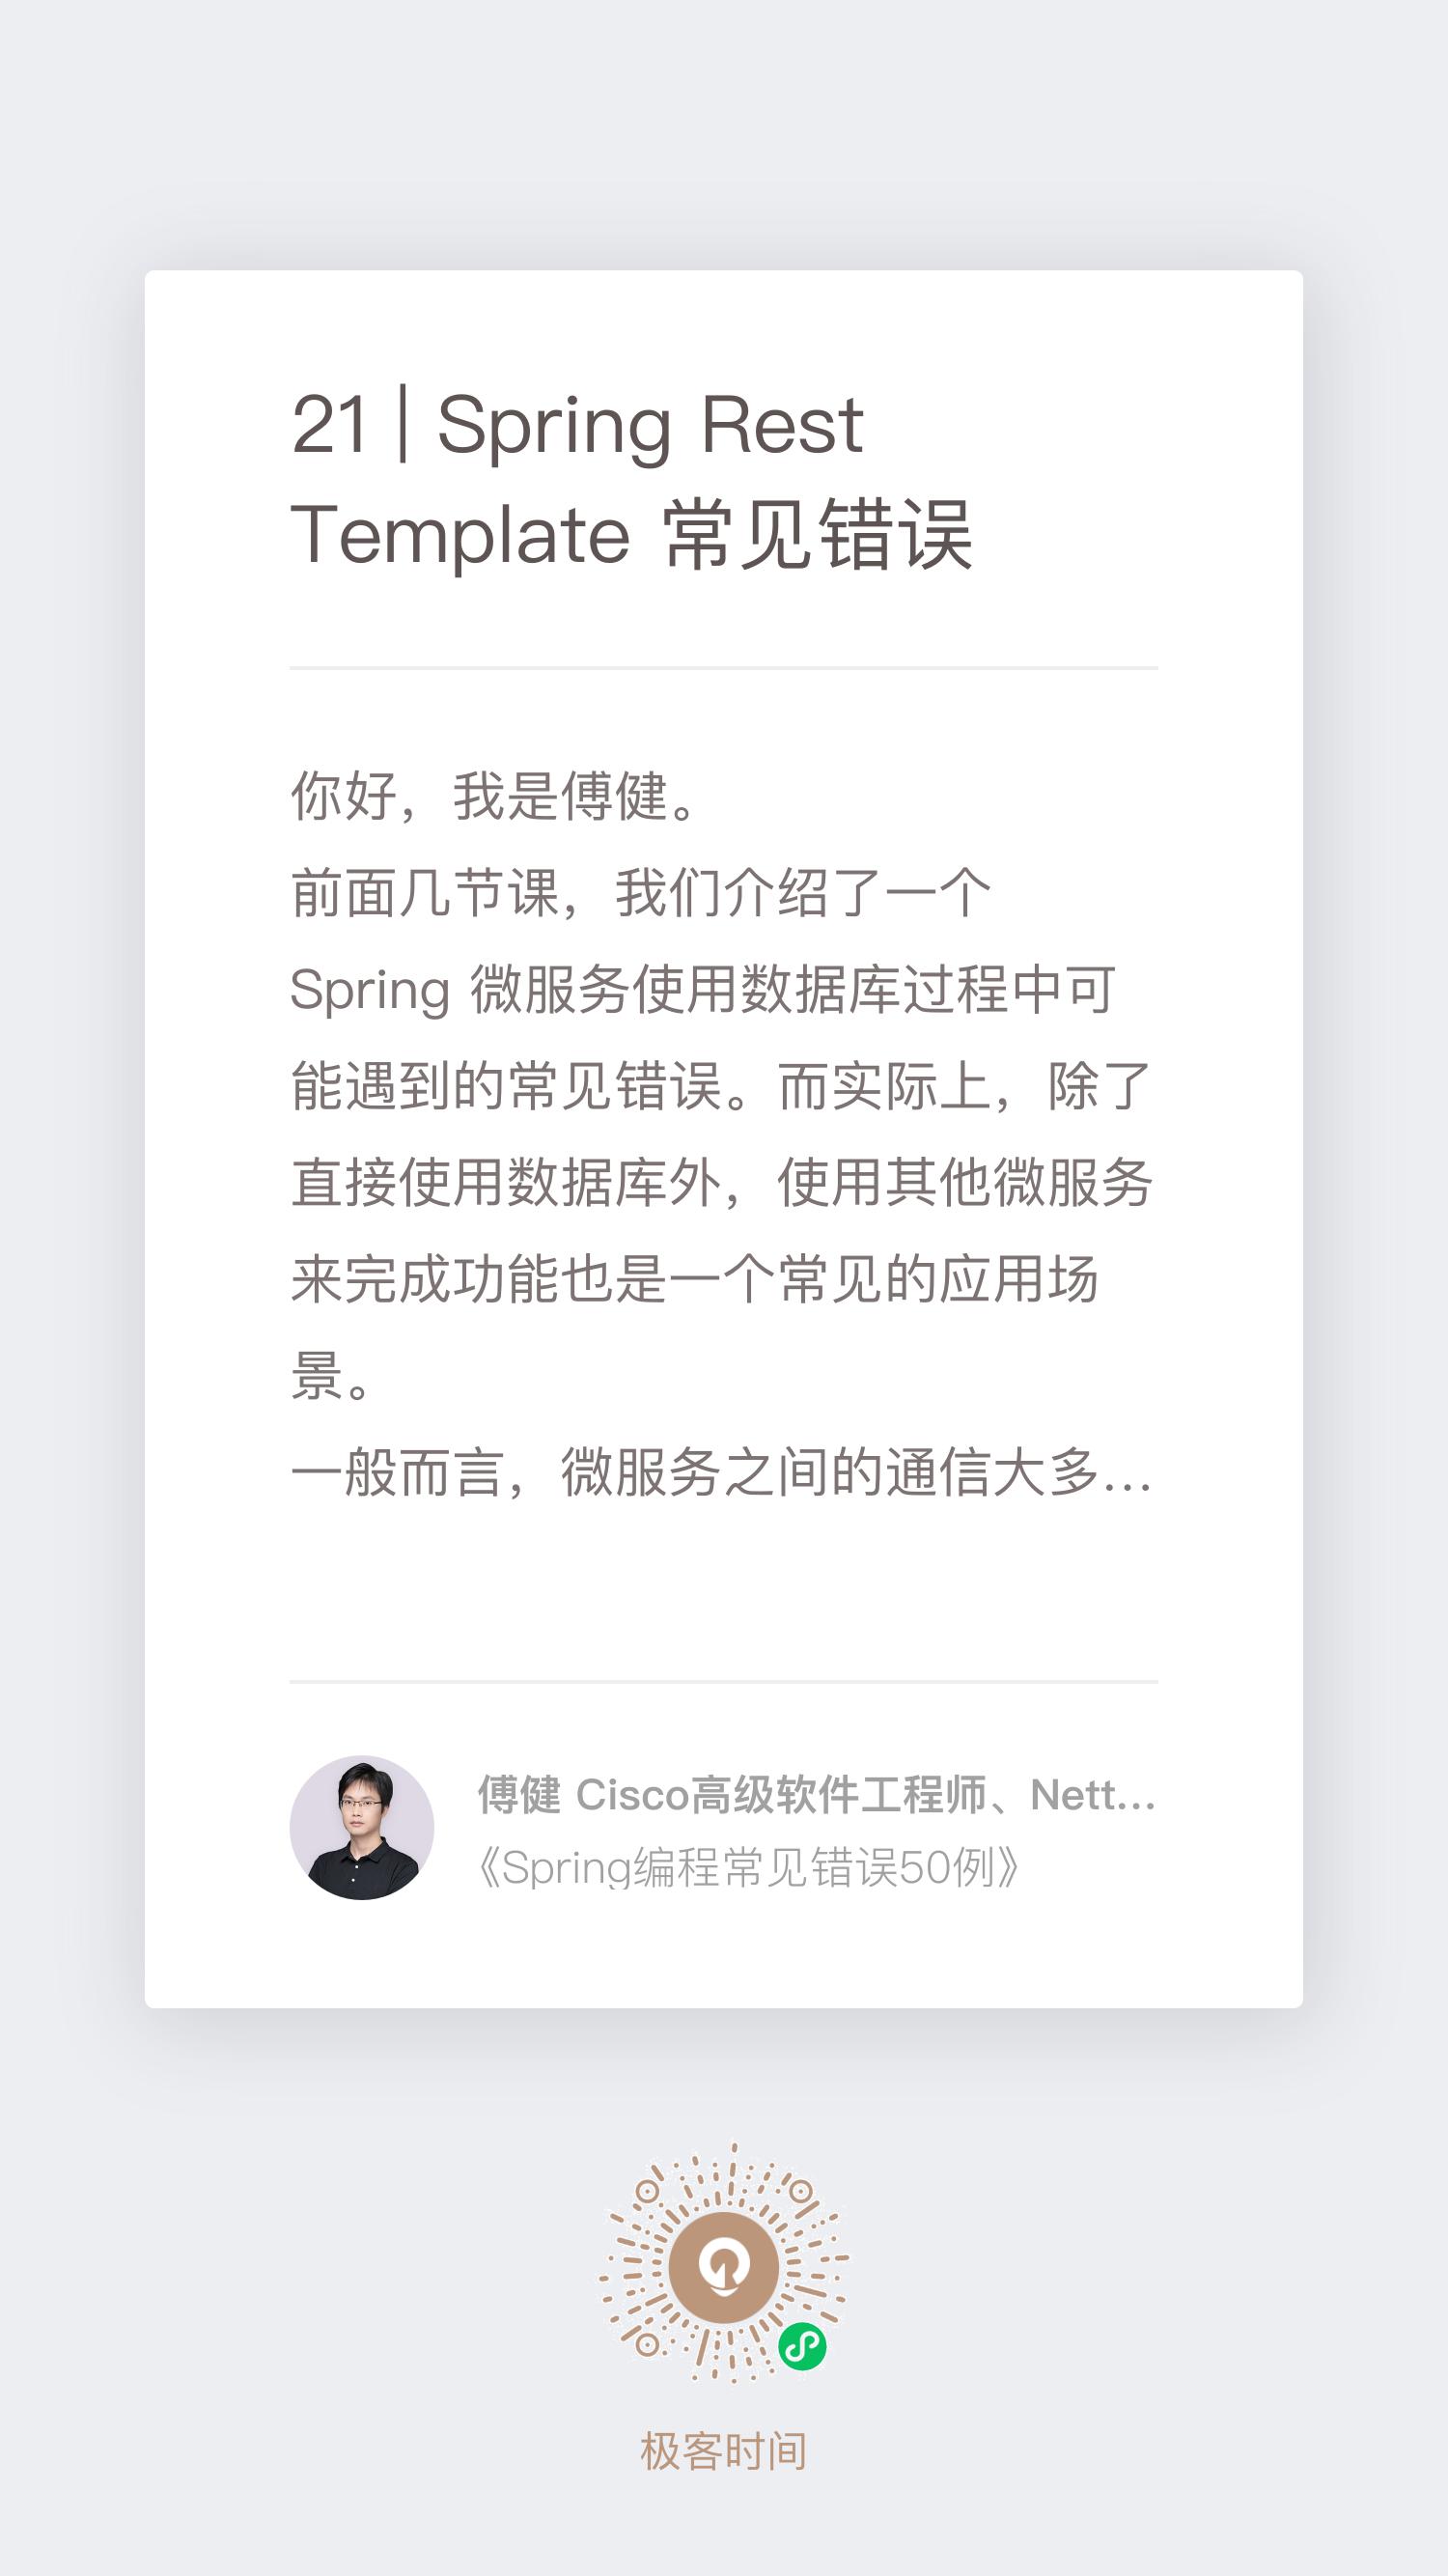 21 | Spring Rest
Template 常见错误
你好，我是傅健。
前面几节课，我们介绍了一个
Spring 微服务使用数据库过程中可
能遇到的常见错误。而实际上，除了
直接使用数据库外，使用其他微服务
来完成功能也是一个常见的应用场
景。
一般而言，微服务之间的通信大多...
傅健 Cisco高级软件工程师、Nett...
《Spring编程常见错误50例》
极客时间